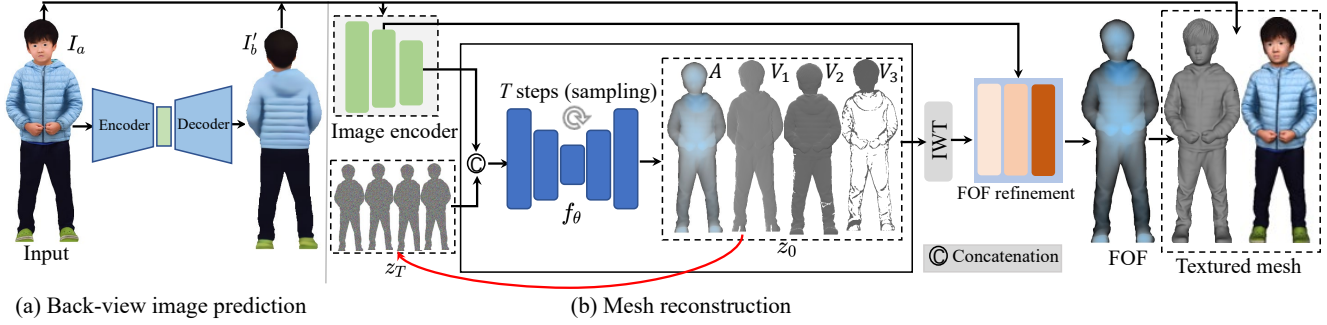 I_a
I'_b
Encoder
Decoder
Input
(a) Back-view image prediction
Image encoder
z_T
©
T steps (sampling)
f_θ
A
V_1
V_2
V_3
z_0
IWT
FOF refinement
© Concatenation
FOF
Textured mesh
(b) Mesh reconstruction